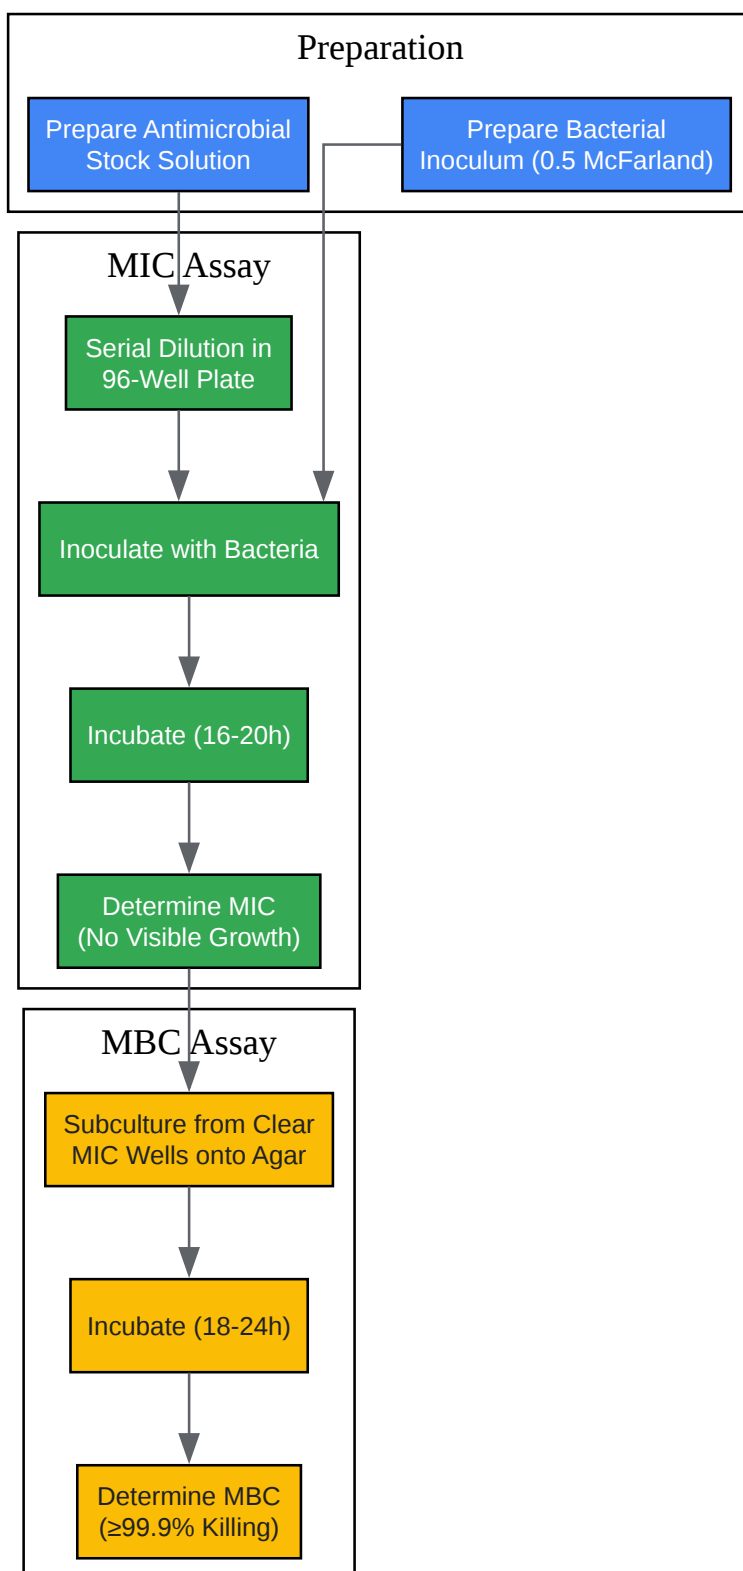 Preparation
Prepare Antimicrobial
Stock Solution
Prepare Bacterial
Inoculum (0.5 McFarland)
MIC Assay
Serial Dilution in
96-Well Plate
Inoculate with Bacteria
Incubate (16-20h)
Determine MIC
(No Visible Growth)
MBC Assay
Subculture from Clear
MIC Wells onto Agar
Incubate (18-24h)
Determine MBC
(≥99.9% Killing)